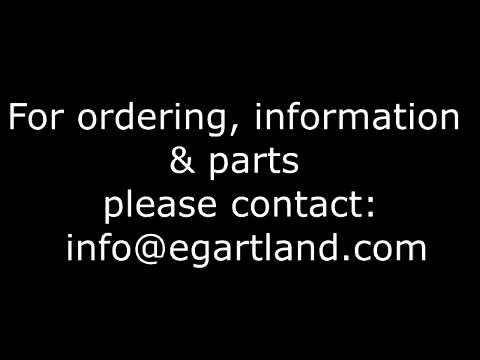 For ordering, information
& parts
please contact:
info@egartland.com